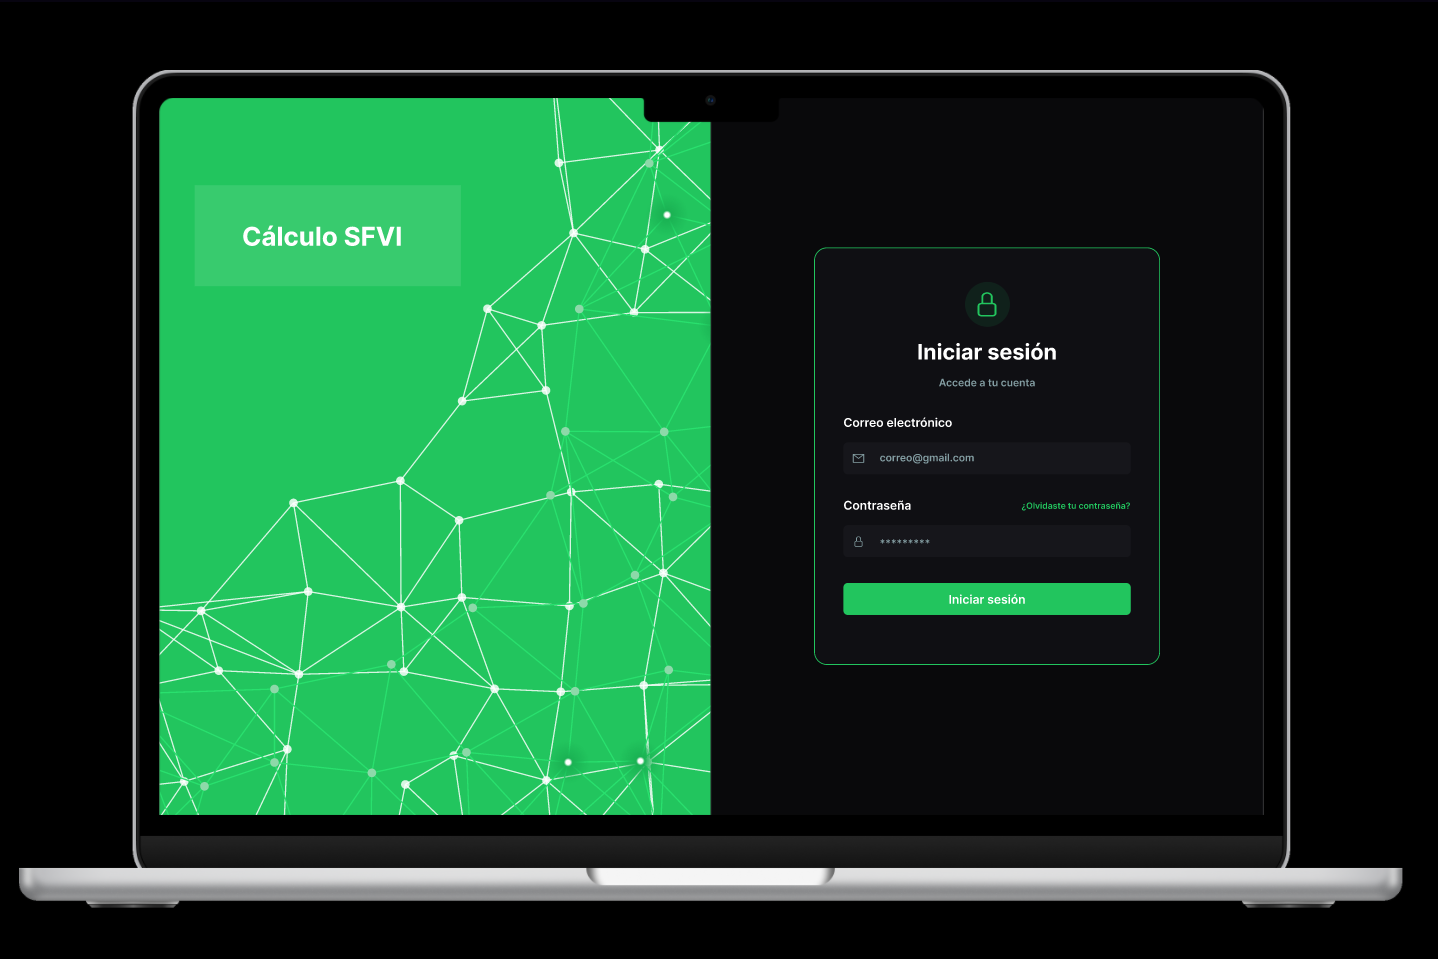 Cálculo SFVI
Iniciar sesión
Accede a tu cuenta
Correo electrónico
correo@gmail.com
Contraseña
¿Olvidaste tu contraseña?
*********
Iniciar sesión